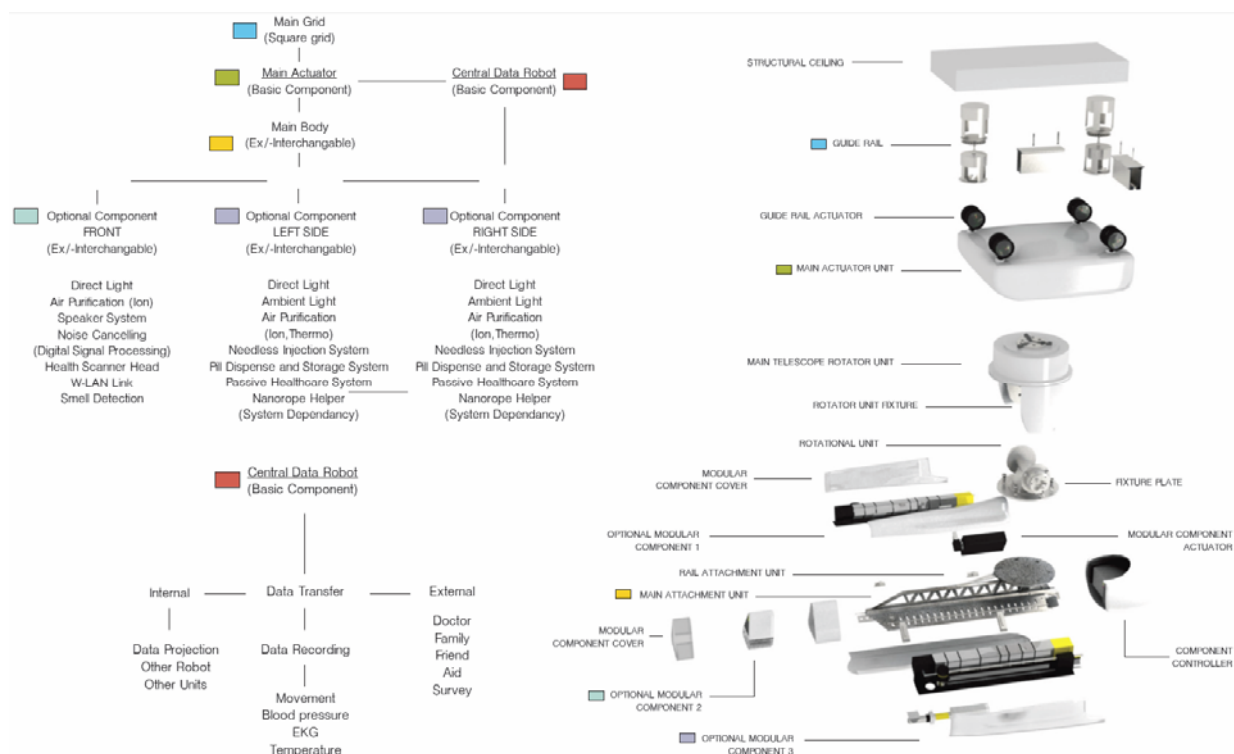 Main Grid
(Square grid)
Main Actuator
(Basic Component)
Central Data Robot
(Basic Component)
Main Body
(Ex/-Interchangable)
Optional Component
FRONT
(Ex/-Interchangable)
Direct Light
Air Purification (Ion)
Speaker System
Noise Cancelling
(Digital Signal Processing)
Health Scanner Head
W-LAN Link
Smell Detection
Optional Component
LEFT SIDE
(Ex/-Interchangable)
Direct Light
Ambient Light
Air Purification
(Ion,Thermo)
Needless Injection System
Pill Dispense and Storage System
Passive Healthcare System
Nanorope Helper
(System Dependancy)
Optional Component
RIGHT SIDE
(Ex/-Interchangable)
Direct Light
Ambient Light
Air Purification
(Ion,Thermo)
Needless Injection System
Pill Dispense and Storage System
Passive Healthcare System
Nanorope Helper
(System Dependancy)
Central Data Robot
(Basic Component)
Internal
Data Projection
Other Robot
Other Units
Data Transfer
Data Recording
Movement
Blood pressure
EKG
Temperature
External
Doctor
Family
Friend
Aid
Survey
STRUCTURAL CEILING
GUIDE RAIL
GUIDE RAIL ACTUATOR
MAIN ACTUATOR UNIT
MAIN TELESCOPE ROTATOR UNIT
ROTATOR UNIT FIXTURE
ROTATIONAL UNIT
MODULAR
COMPONENT COVER
FIXTURE PLATE
OPTIONAL MODULAR
COMPONENT 1
MODULAR COMPONENT
ACTUATOR
RAIL ATTACHMENT UNIT
MAIN ATTACHMENT UNIT
MODULAR
COMPONENT COVER
COMPONENT
CONTROLLER
OPTIONAL MODULAR
COMPONENT 2
OPTIONAL MODULAR
COMPONENT 3